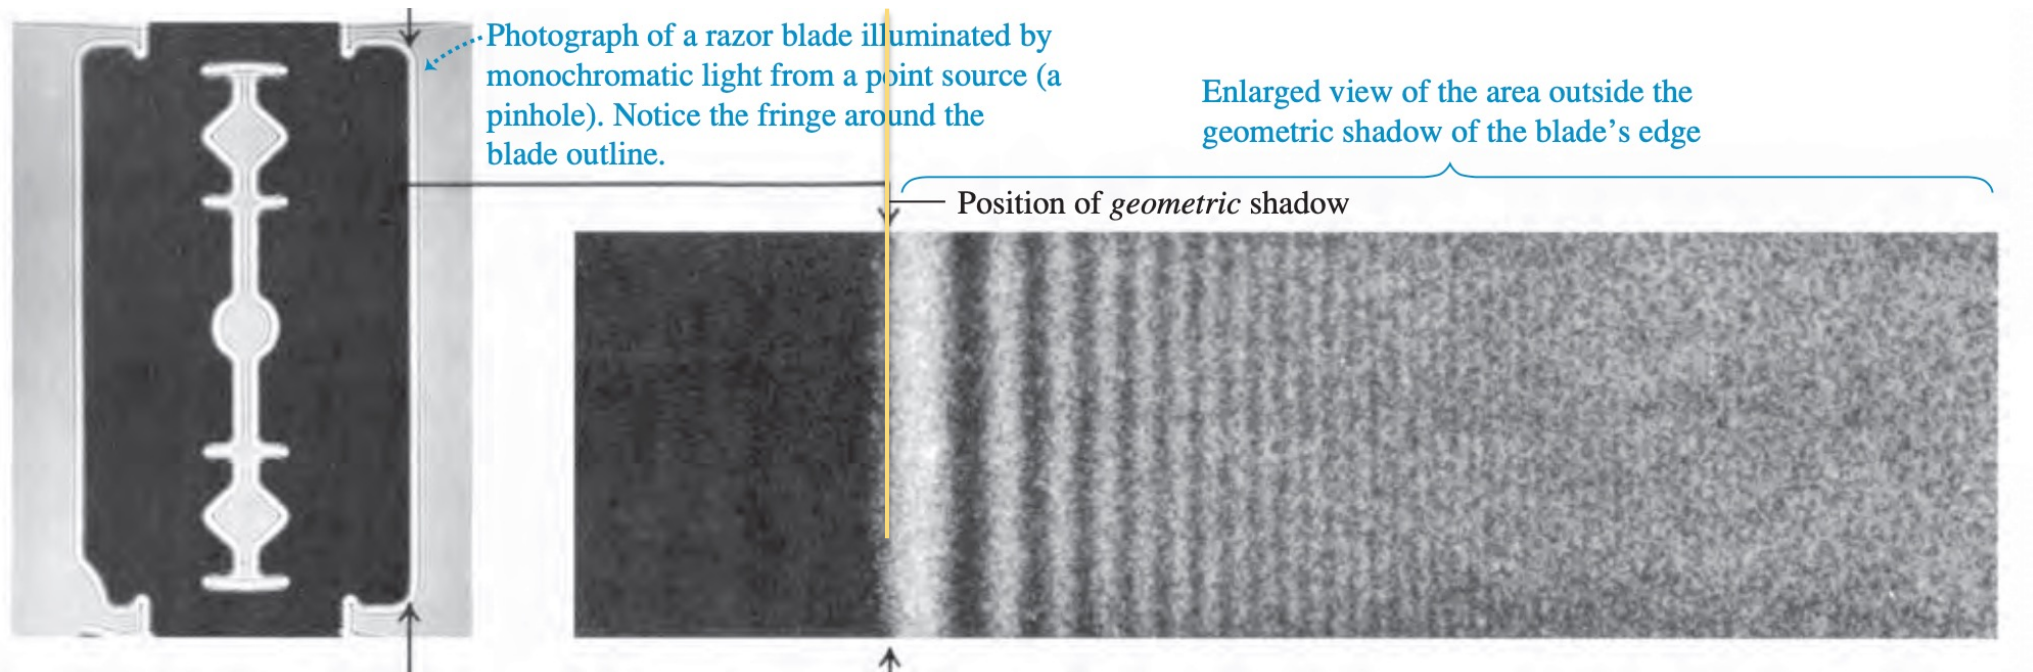 Photograph of a razor blade illuminated by
monochromatic light from a point source (a
pinhole). Notice the fringe around the
blade outline.
Enlarged view of the area outside the
geometric shadow of the blade’s edge
Position of geometric shadow